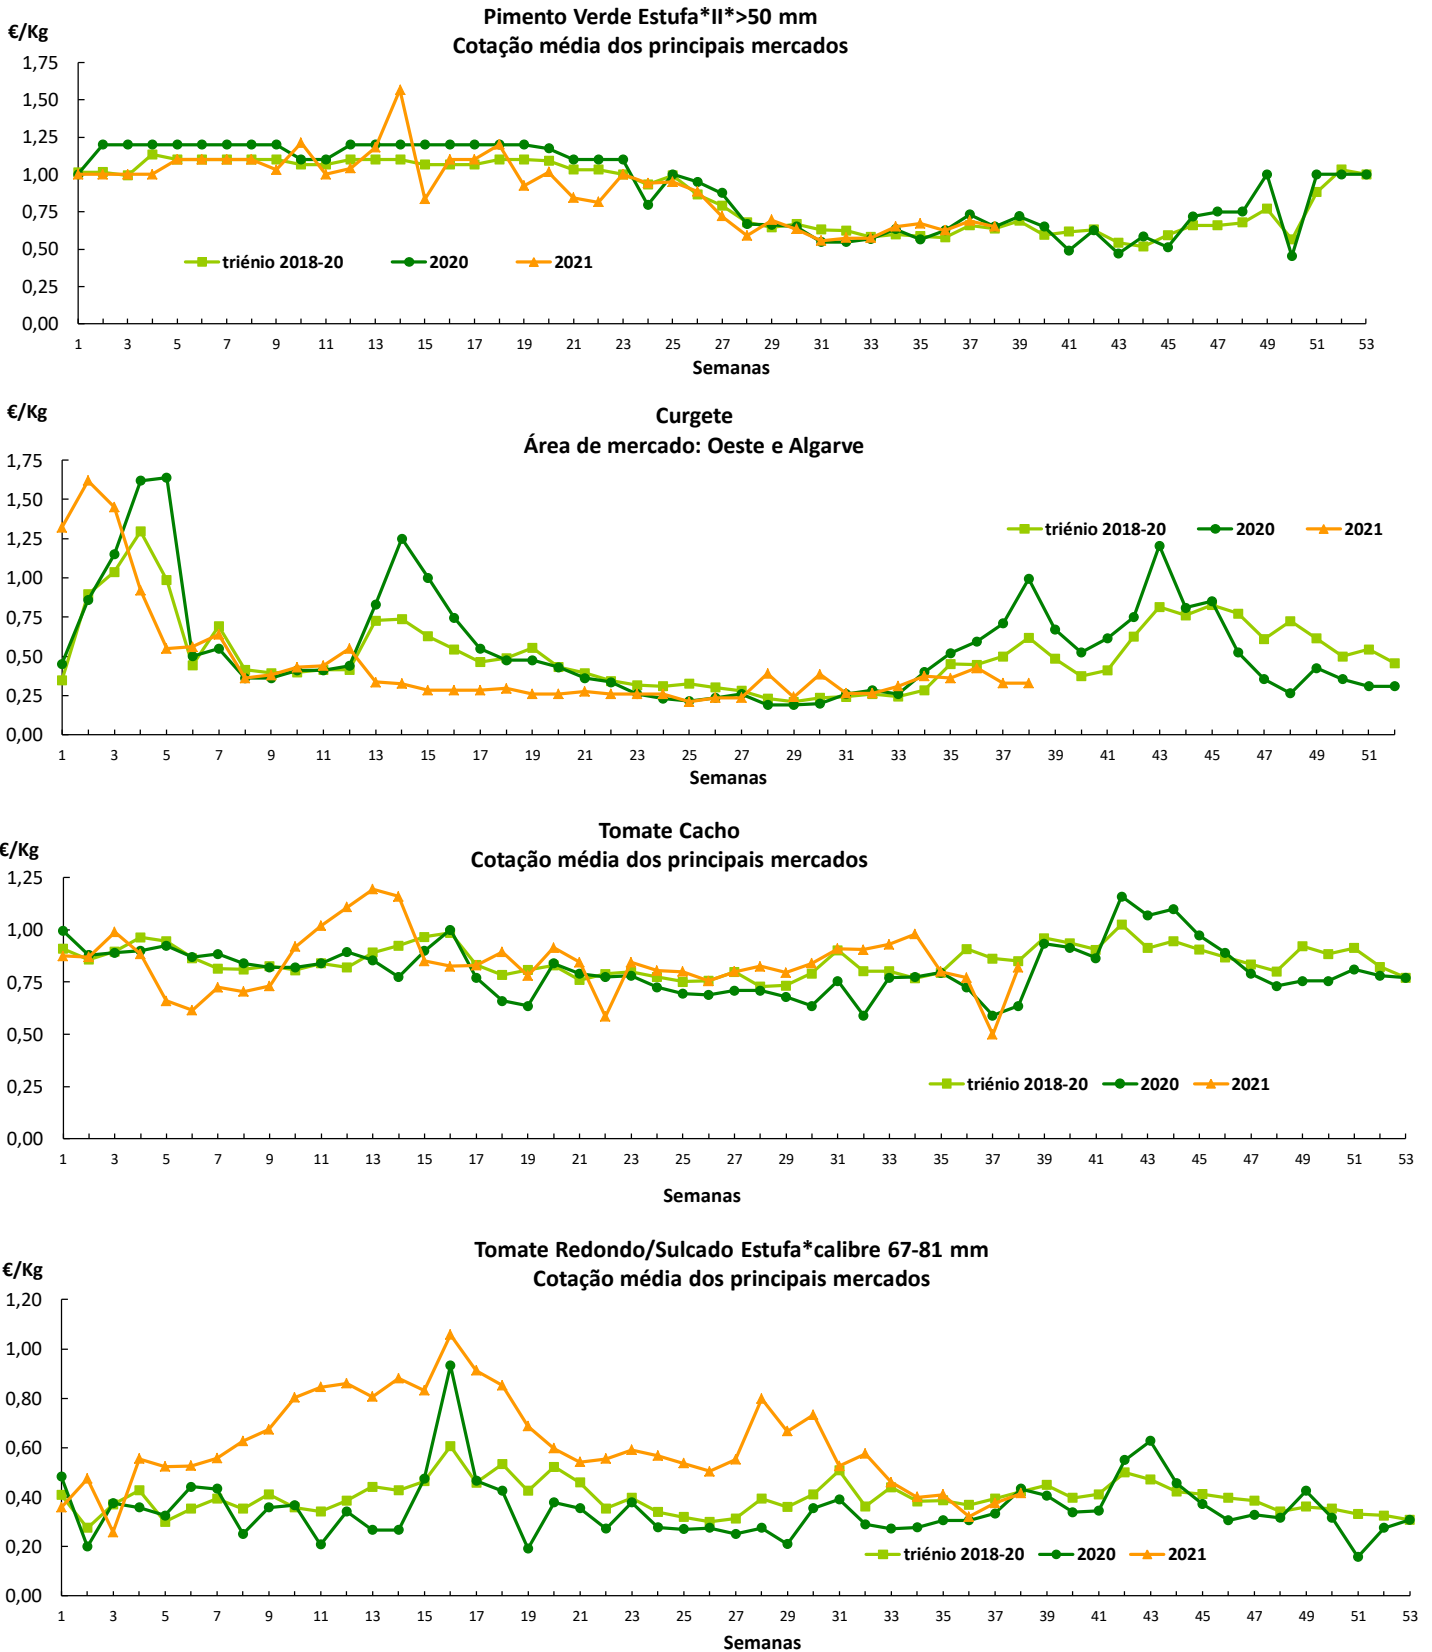 Pimento Verde Estufa*II*>50 mm
€/Kg
Cotação média dos principais mercados
1,75
1,50
1,25
1,00
0,75
0,50
triénio 2018-20 2020 2021
0,25
0,00
1 3 5 7 9 11 13 15 17 19 21 23 25 27 29 31 33 35 37 39 41 43 45 47 49 51 53
Semanas
€/Kg
Curgete
Área de mercado: Oeste e Algarve
1,75
1,50
1,25
triénio 2018-20 2020 2021
1,00
0,75
0,50
0,25
0,00
1 3 5 7 9 11 13 15 17 19 21 23 25 27 29 31 33 35 37 39 41 43 45 47 49 51
Semanas
Tomate Cacho
€/Kg
Cotação média dos principais mercados
1,25
1,00
0,75
0,50
0,25
triénio 2018-20 2020 2021
0,00
1 3 5 7 9 11 13 15 17 19 21 23 25 27 29 31 33 35 37 39 41 43 45 47 49 51 53
Semanas
Tomate Redondo/Sulcado Estufa*calibre 67-81 mm
€/Kg
Cotação média dos principais mercados
1,20
1,00
0,80
0,60
0,40
0,20
triénio 2018-20 2020 2021
0,00
1 3 5 7 9 11 13 15 17 19 21 23 25 27 29 31 33 35 37 39 41 43 45 47 49 51 53
Semanas